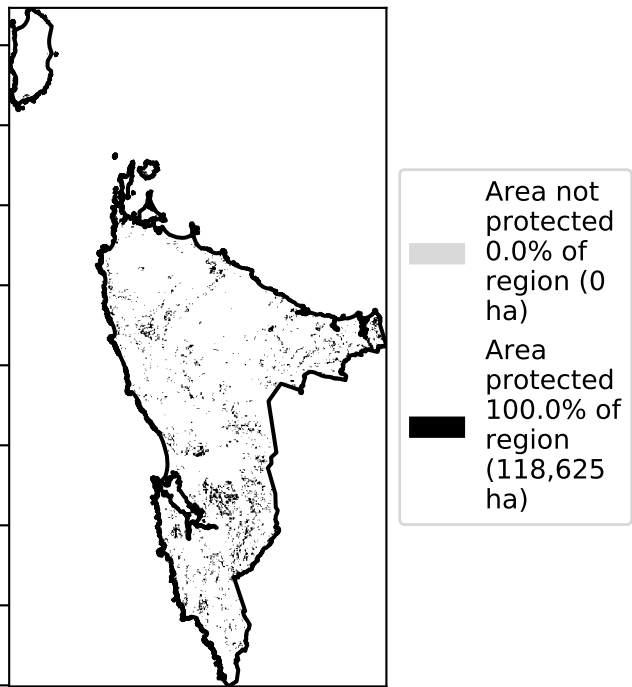 Area not
protected
0.0% of
region (0
ha)
Area
protected
100.0% of
region
(118,625
ha)